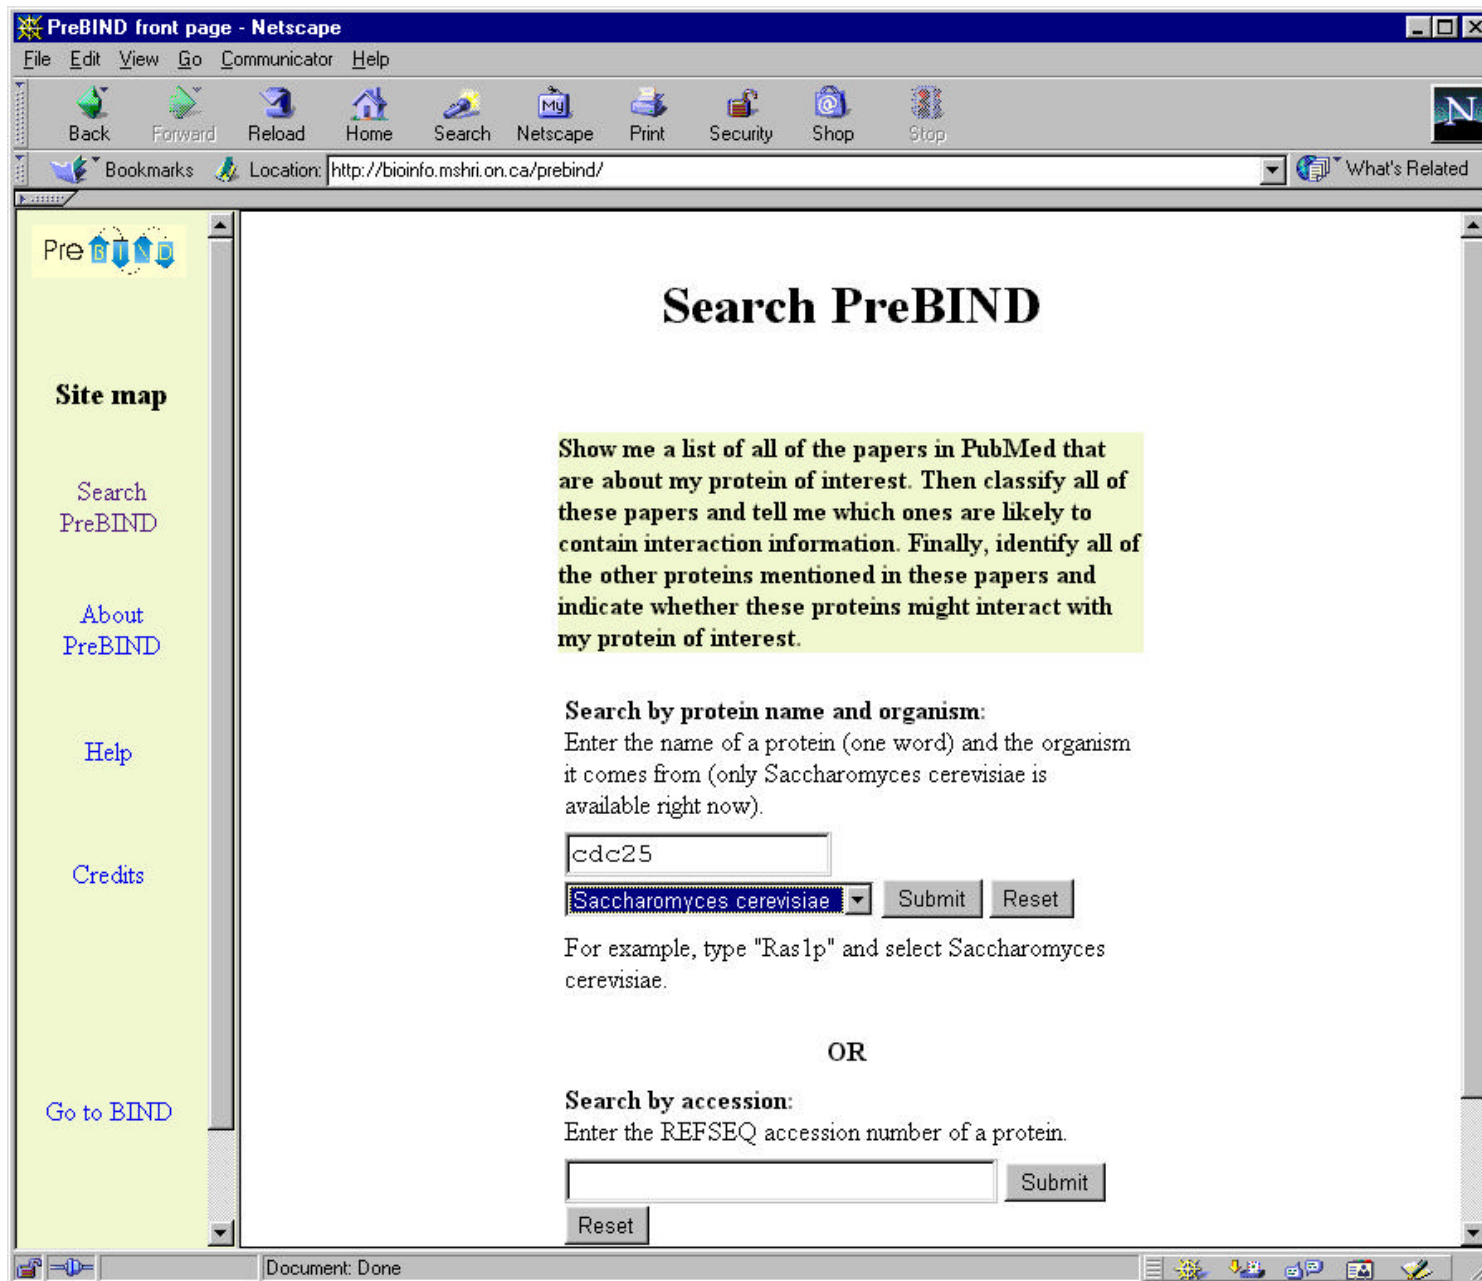 PreBIND front page - Netscape
File Edit View Go Communicator Help
Back Forward Reload Home Search Netscape Print Security Shop Stop
My
N
Bookmarks Location: http://bioinfo.mshri.on.ca/prebind/ What's Related
Pre BIND
Site map
Search
PreBIND
About
PreBIND
Help
Credits
Go to BIND
Search PreBIND
Show me a list of all of the papers in PubMed that
are about my protein of interest. Then classify all of
these papers and tell me which ones are likely to
contain interaction information. Finally, identify all of
the other proteins mentioned in these papers and
indicate whether these proteins might interact with
my protein of interest.
Search by protein name and organism:
Enter the name of a protein (one word) and the organism
it comes from (only Saccharomyces cerevisiae is
available right now).
cdc25
Saccharomyces cerevisiae Submit Reset
For example, type "Ras1p" and select Saccharomyces
cerevisiae.
OR
Search by accession:
Enter the REFSEQ accession number of a protein.
Submit
Reset
Document: Done